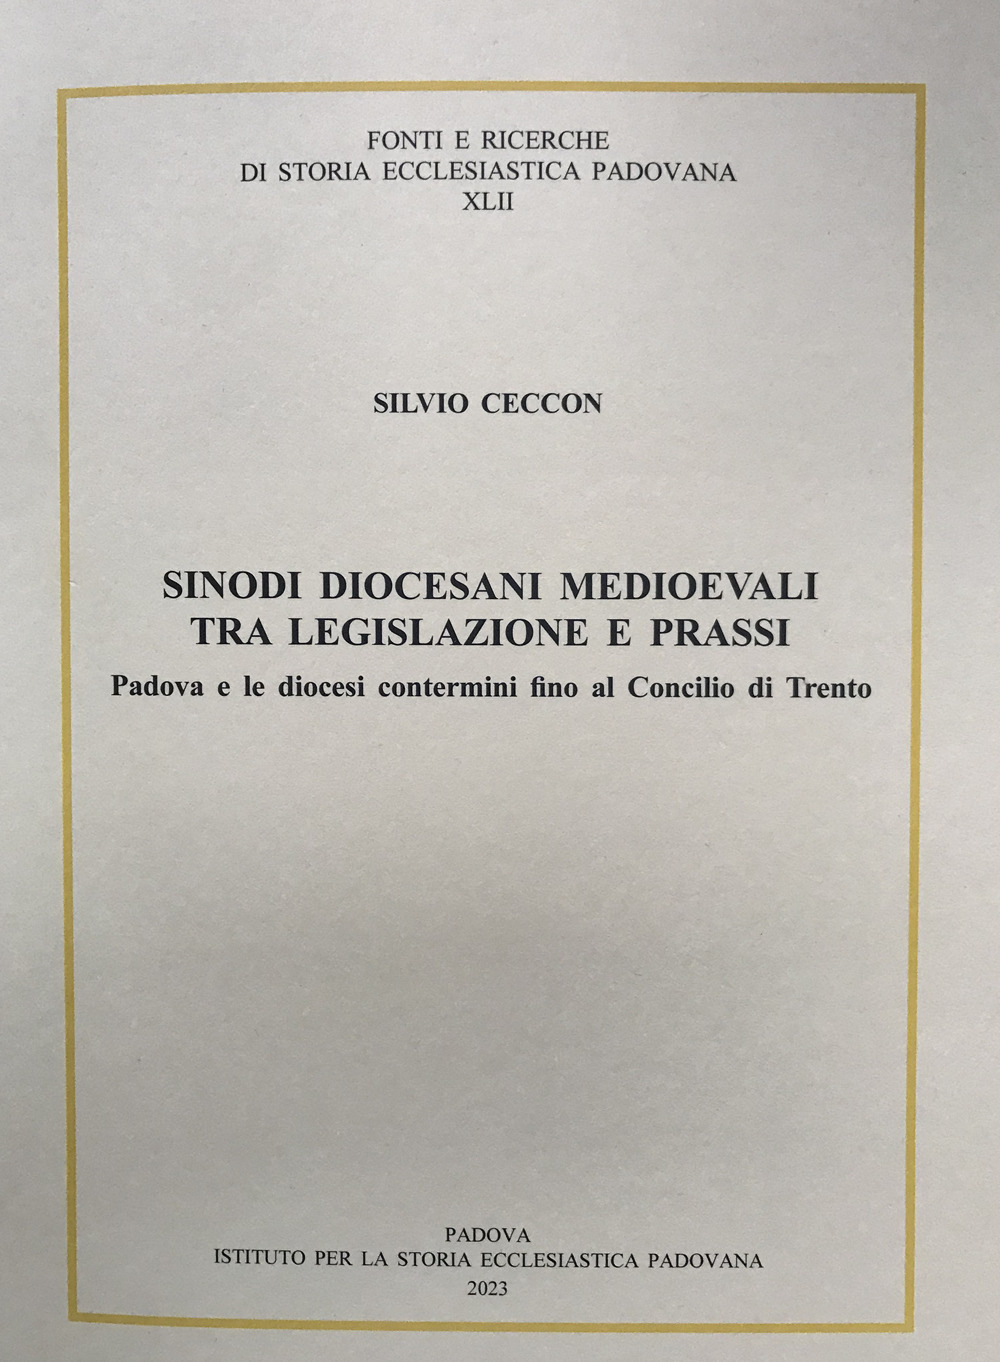 FONTI E RICERCHE
DI STORIA ECCLESIASTICA PADOVANA
XLII
SILVIO CECCON
SINODI DIOCESANI MEDIOEVALI
TRA LEGISLAZIONE E PRASSI
Padova e le diocesi contermini fino al Concilio di Trento
PADOVA
ISTITUTO PER LA STORIA ECCLESIASTICA PADOVANA
2023